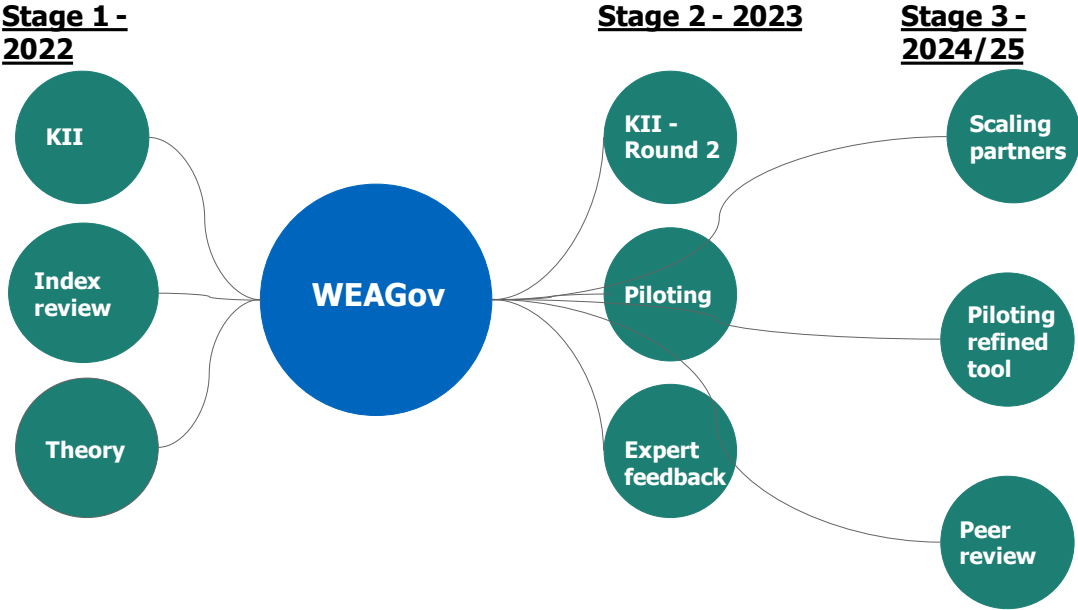 Stage 1 -
2022
KII
Index
review
Theory
WEAGov
Stage 2 - 2023
KII -
Round 2
Piloting
Expert
feedback
Stage 3 -
2024/25
Scaling
partners
Piloting
refined
tool
Peer
review